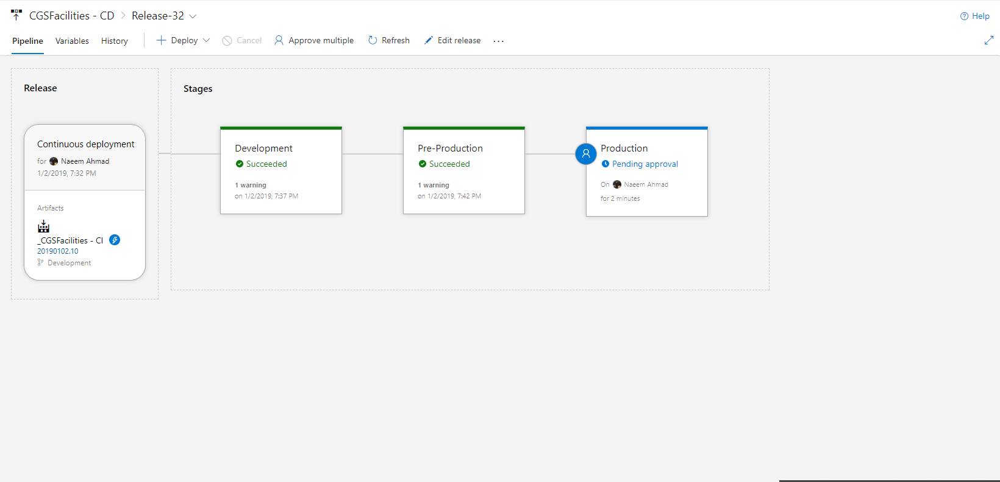 CGSFacilities - CD > Release-32
Help
Pipeline Variables History Deploy Cancel Approve multiple Refresh Edit release ...
Release
Continuous deployment
for Naeem Ahmad
1/2/2019, 7:32 PM
Artifacts
_CGSFacilities - CI
20190102.10
Development
Stages
Development
Succeeded
1 warning
on 1/2/2019, 7:37 PM
Pre-Production
Succeeded
1 warning
on 1/2/2019, 7:42 PM
Production
Pending approval
On Naeem Ahmad
for 2 minutes